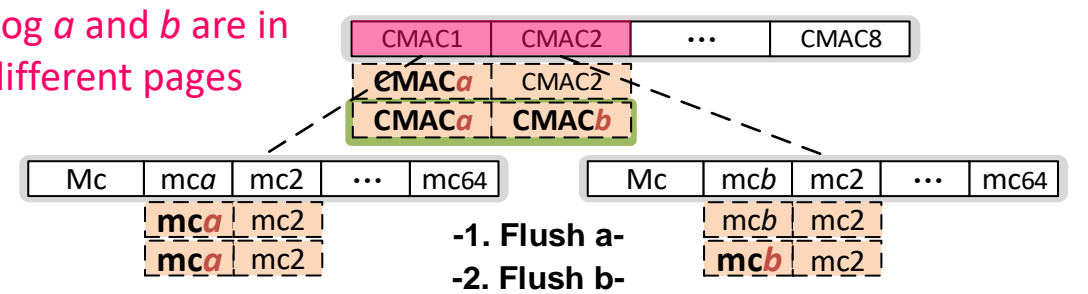 og a and b are in
different pages
CMAC1 CMAC2 ... CMAC8
CMACa CMAC2
CMACa CMACb
Mc mca mc2 ... mc64
Mc mcb mc2 ... mc64
mca mc2
mcb mc2
mca mc2
mcb mc2
-1. Flush a-
-2. Flush b-